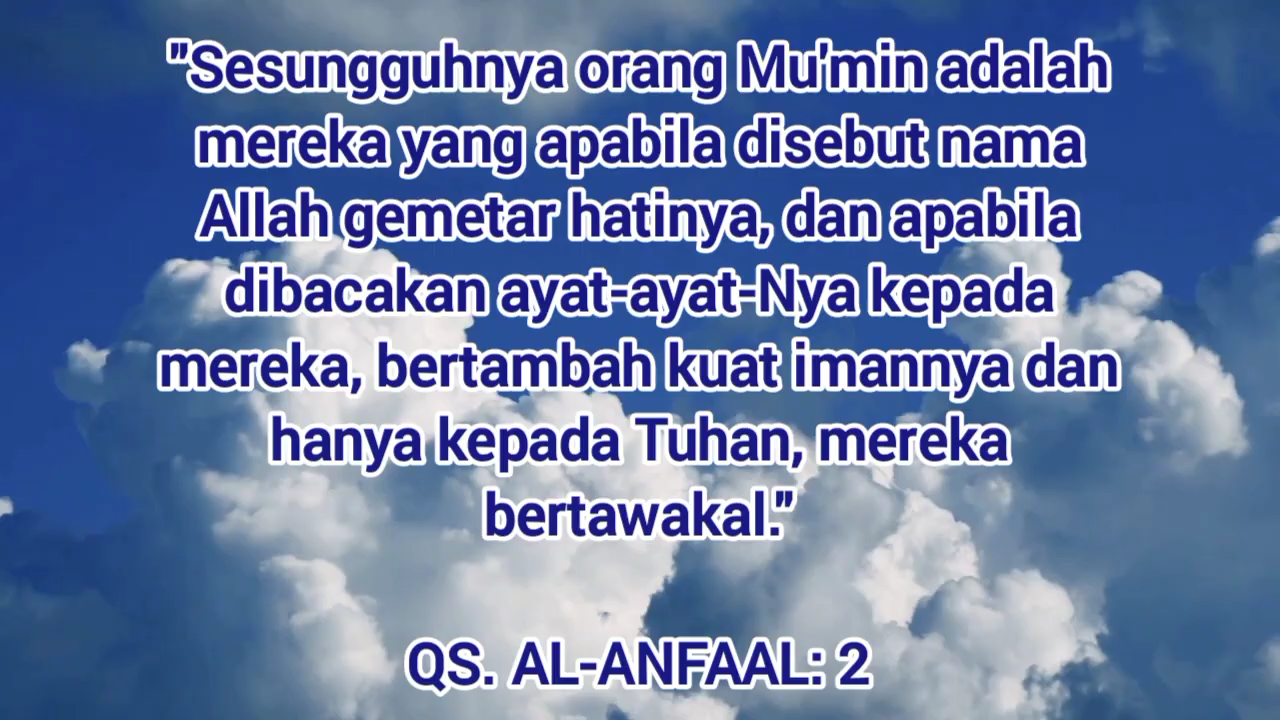 "Sesungguhnya orang Mu'min adalah
mereka yang apabila disebut nama
Allah gemetar hatinya, dan apabila
dibacakan ayat-ayat-Nya kepada
mereka, bertambah kuat imannya dan
hanya kepada Tuhan, mereka
bertawakal."
QS. AL-ANFAAL: 2